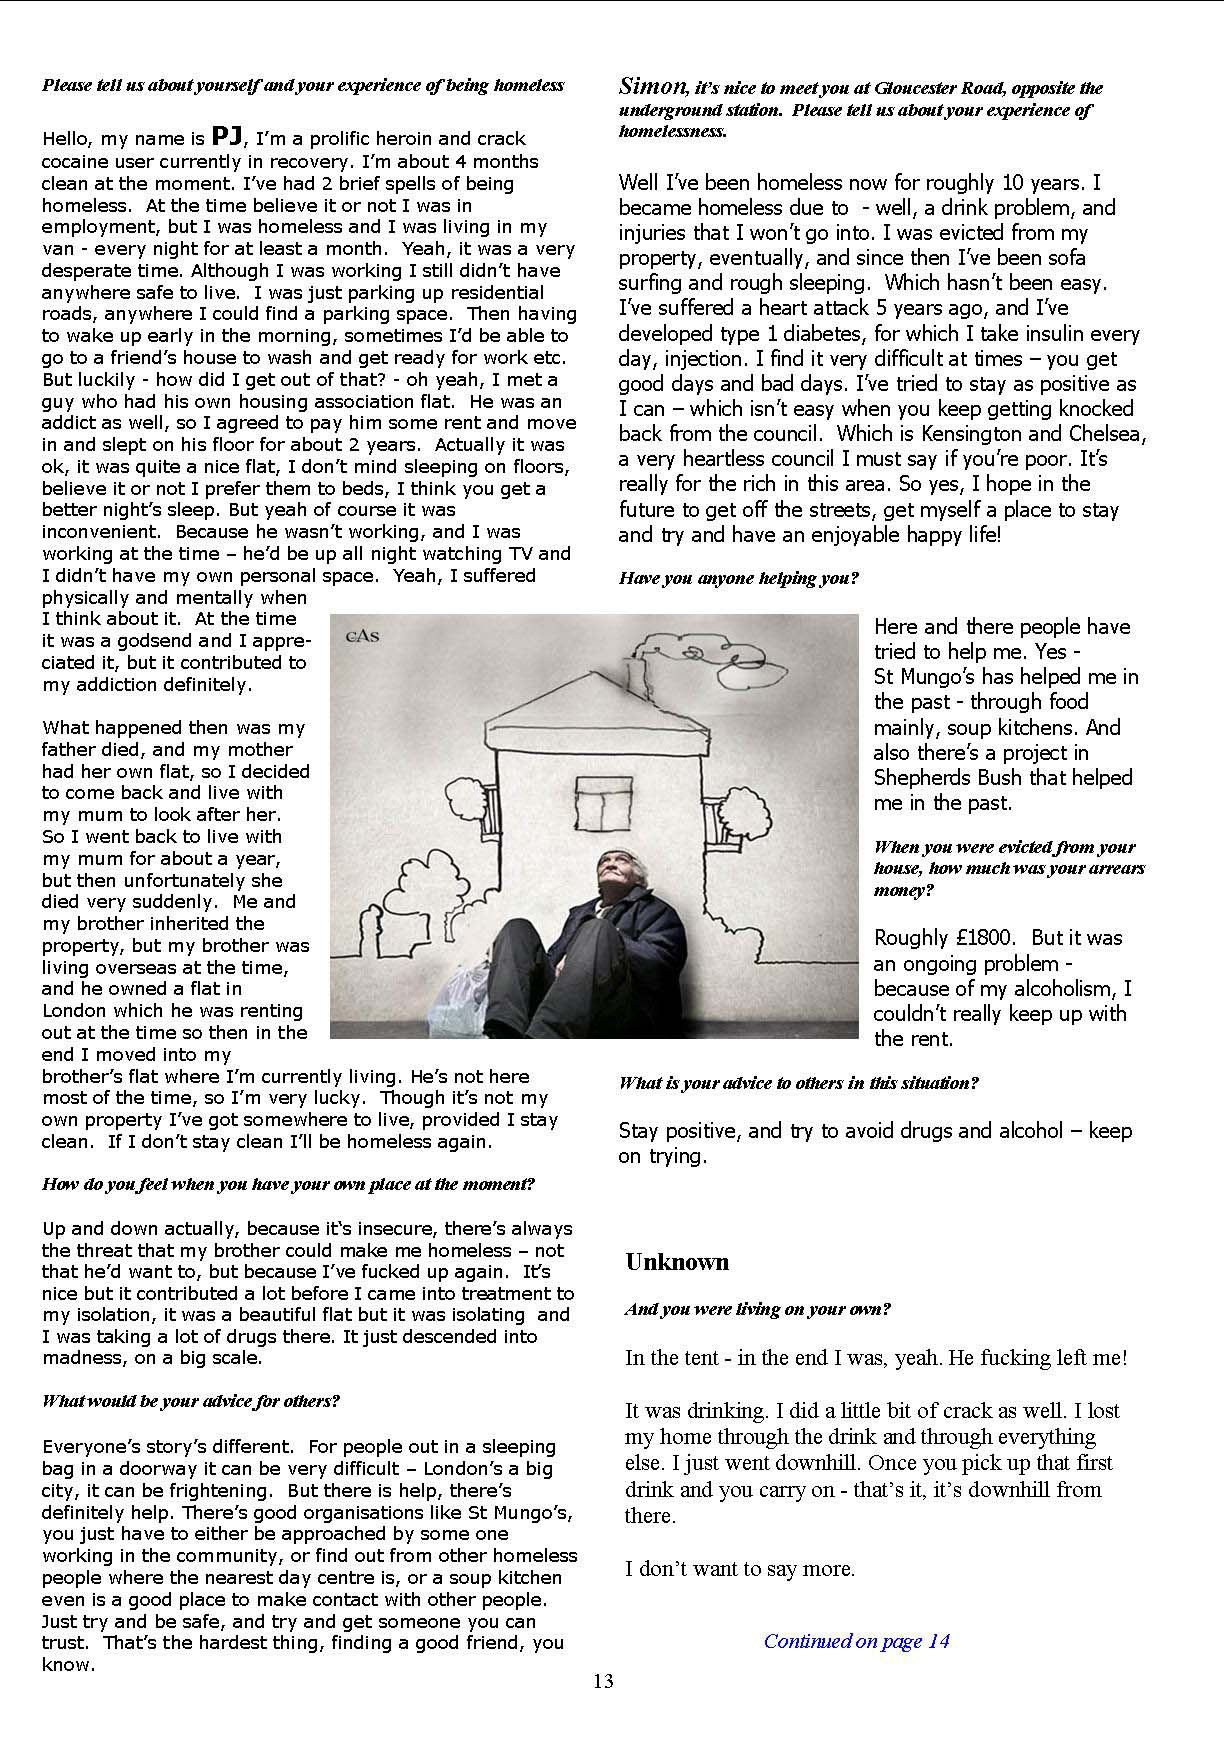 Please tell us about yourself and your experience of being homeless
Hello, my name is PJ, I'm a prolific heroin and crack
cocaine user currently in recovery. I'm about 4 months
clean at the moment. I've had 2 brief spells of being
homeless.  At the time believe it or not I was in
employment, but I was homeless and I was living in my
van - every night for at least a month.  Yeah, it was a very
desperate time. Although I was working I still didn't have
anywhere safe to live.  I was just parking up residential
roads, anywhere I could find a parking space.  Then having
to wake up early in the morning, sometimes I'd be able to
go to a friend's house to wash and get ready for work etc.
But luckily - how did I get out of that? - oh yeah, I met a
guy who had his own housing association flat.  He was an
addict as well, so I agreed to pay him some rent and move
in and slept on his floor for about 2 years.  Actually it was
ok, it was quite a nice flat, I don't mind sleeping on floors,
believe it or not I prefer them to beds, I think you get a
better night's sleep. But yeah of course it was
inconvenient.  Because he wasn't working, and I was
working at the time – he'd be up all night watching TV and
I didn't have my own personal space.  Yeah, I suffered
physically and mentally when
I think about it.  At the time
it was a godsend and I appre-
ciated it, but it contributed to
my addiction definitely.
What happened then was my
father died, and my mother
had her own flat, so I decided
to come back and live with
my mum to look after her.
So I went back to live with
my mum for about a year,
but then unfortunately she
died very suddenly.  Me and
my brother inherited the
property, but my brother was
living overseas at the time,
and he owned a flat in
London which he was renting
out at the time so then in the
end I moved into my
brother's flat where I'm currently living. He's not here
most of the time, so I'm very lucky.  Though it's not my
own property I've got somewhere to live, provided I stay
clean.  If I don't stay clean I'll be homeless again.
How do you feel when you have your own place at the moment?
Up and down actually, because it‘s insecure, there's always
the threat that my brother could make me homeless – not
that he'd want to, but because I've fucked up again.  It's
nice but it contributed a lot before I came into treatment to
my isolation, it was a beautiful flat but it was isolating  and
I was taking a lot of drugs there. It just descended into
madness, on a big scale.
What would be your advice for others?
Everyone's story's different.  For people out in a sleeping
bag in a doorway it can be very difficult – London's a big
city, it can be frightening.  But there is help, there's
definitely help. There's good organisations like St Mungo's,
you just have to either be approached by some one
working in the community, or find out from other homeless
people where the nearest day centre is, or a soup kitchen
even is a good place to make contact with other people.
Just try and be safe, and try and get someone you can
trust.  That's the hardest thing, finding a good friend, you
know.
Simon, it's nice to meet you at Gloucester Road, opposite the
underground station.  Please tell us about your experience of
homelessness.
Well I've been homeless now for roughly 10 years. I
became homeless due to  - well, a drink problem, and
injuries that I won't go into. I was evicted from my
property, eventually, and since then I've been sofa
surfing and rough sleeping.  Which hasn't been easy.
I've suffered a heart attack 5 years ago, and I've
developed type 1 diabetes, for which I take insulin every
day, injection. I find it very difficult at times – you get
good days and bad days. I've tried to stay as positive as
I can – which isn't easy when you keep getting knocked
back from the council.  Which is Kensington and Chelsea,
a very heartless council I must say if you're poor. It's
really for the rich in this area. So yes, I hope in the
future to get off the streets, get myself a place to stay
and try and have an enjoyable happy life!
Have you anyone helping you?
cAs
Here and there people have
tried to help me. Yes -
St Mungo's has helped me in
the past - through food
mainly, soup kitchens. And
also there's a project in
Shepherds Bush that helped
me in the past.
When you were evicted from your
house, how much was your arrears
money?
Roughly £1800.  But it was
an ongoing problem -
because of my alcoholism, I
couldn't really keep up with
the rent.
What is your advice to others in this situation?
Stay positive, and try to avoid drugs and alcohol – keep
on trying.
Unknown
And you were living on your own?
In the tent - in the end I was, yeah. He fucking left me!
It was drinking. I did a little bit of crack as well. I lost
my home through the drink and through everything
else. I just went downhill. Once you pick up that first
drink and you carry on - that's it, it's downhill from
there.
I don't want to say more.
Continued on page 14
13